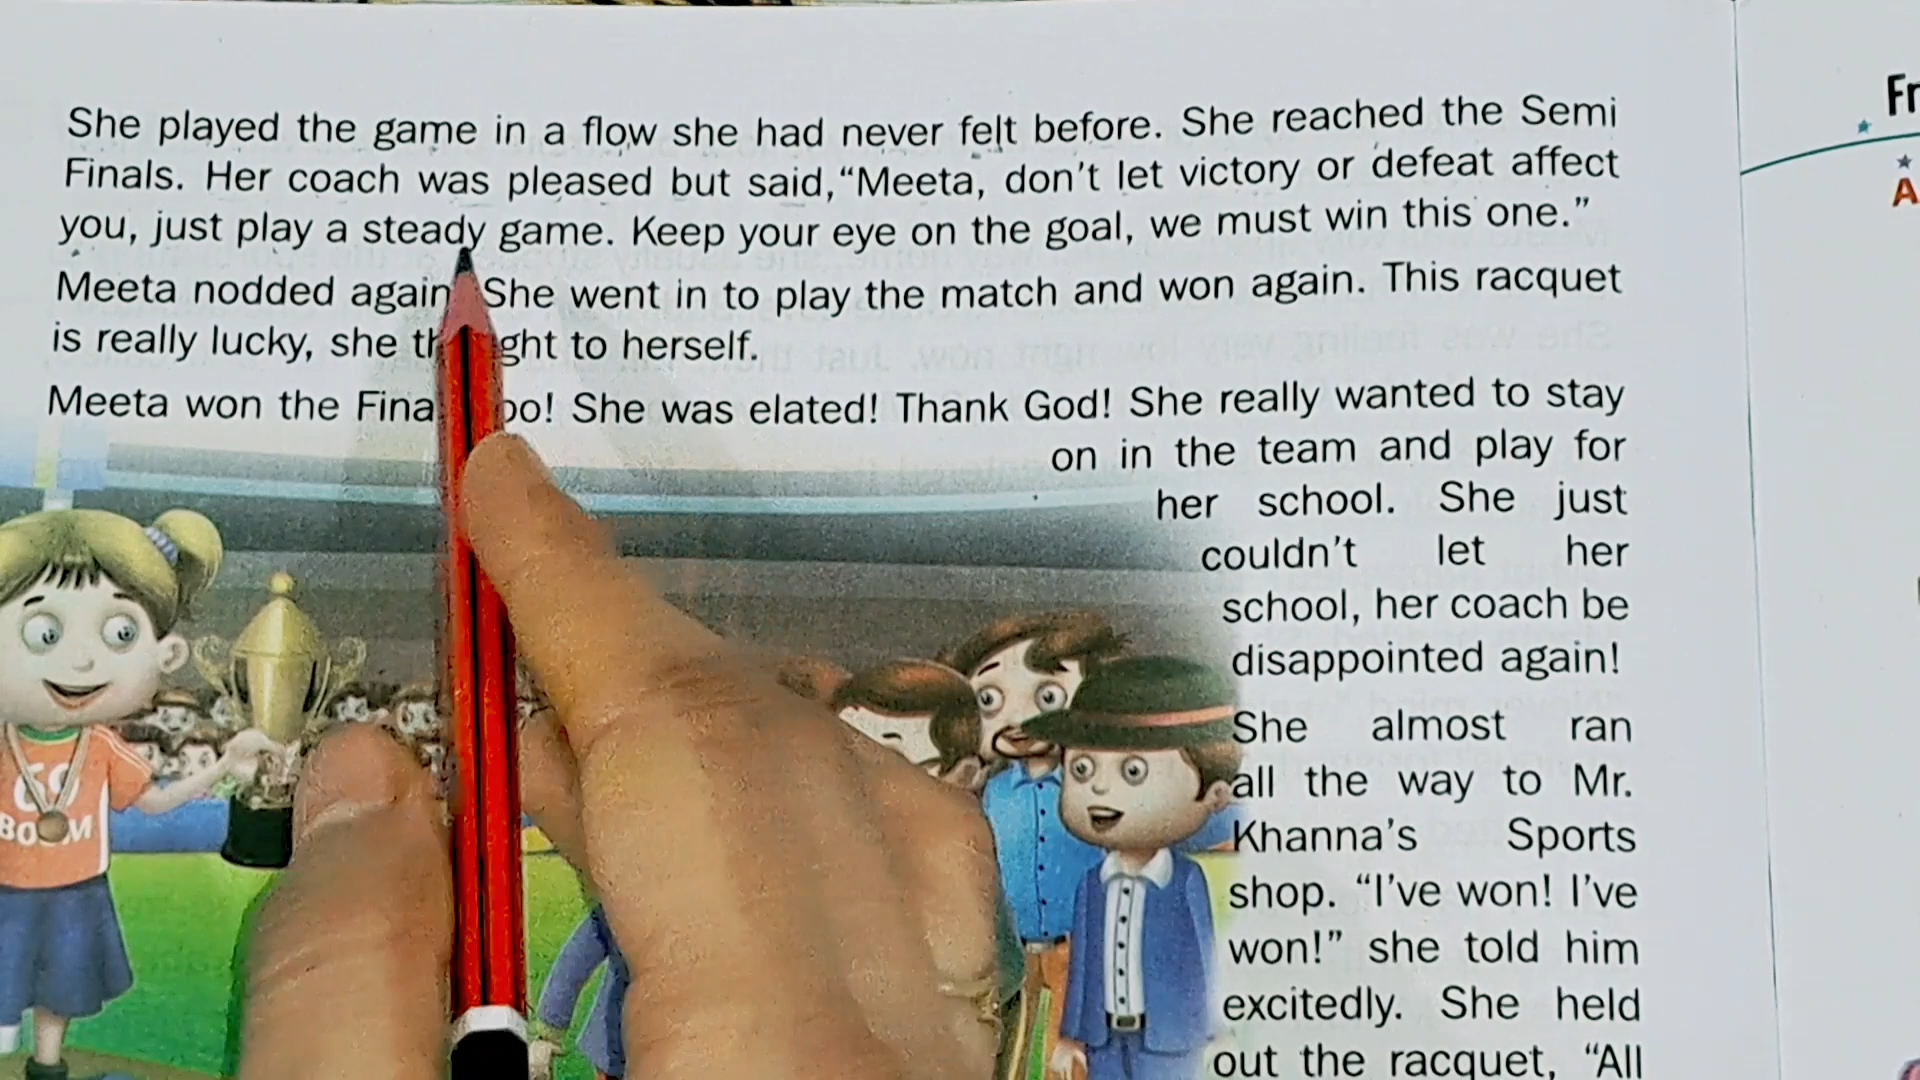 She played the game in a flow she had never felt before. She reached the Semi
Finals. Her coach was pleased but said,“Meeta, don’t let victory or defeat affect
you, just play a steady game. Keep your eye on the goal, we must win this one.”
Meeta nodded again She went in to play the match and won again. This racquet
is really lucky, she to herself.
Meeta won the She was elated! Thank God! She really wanted to stay
on in the team and play for
her school. She just
couldn’t let her
school, her coach be
disappointed again!
She almost ran
all the way to Mr.
Khanna’s Sports
shop. “I’ve won! I’ve
won!” she told him
excitedly. She held
out the racquet, “All